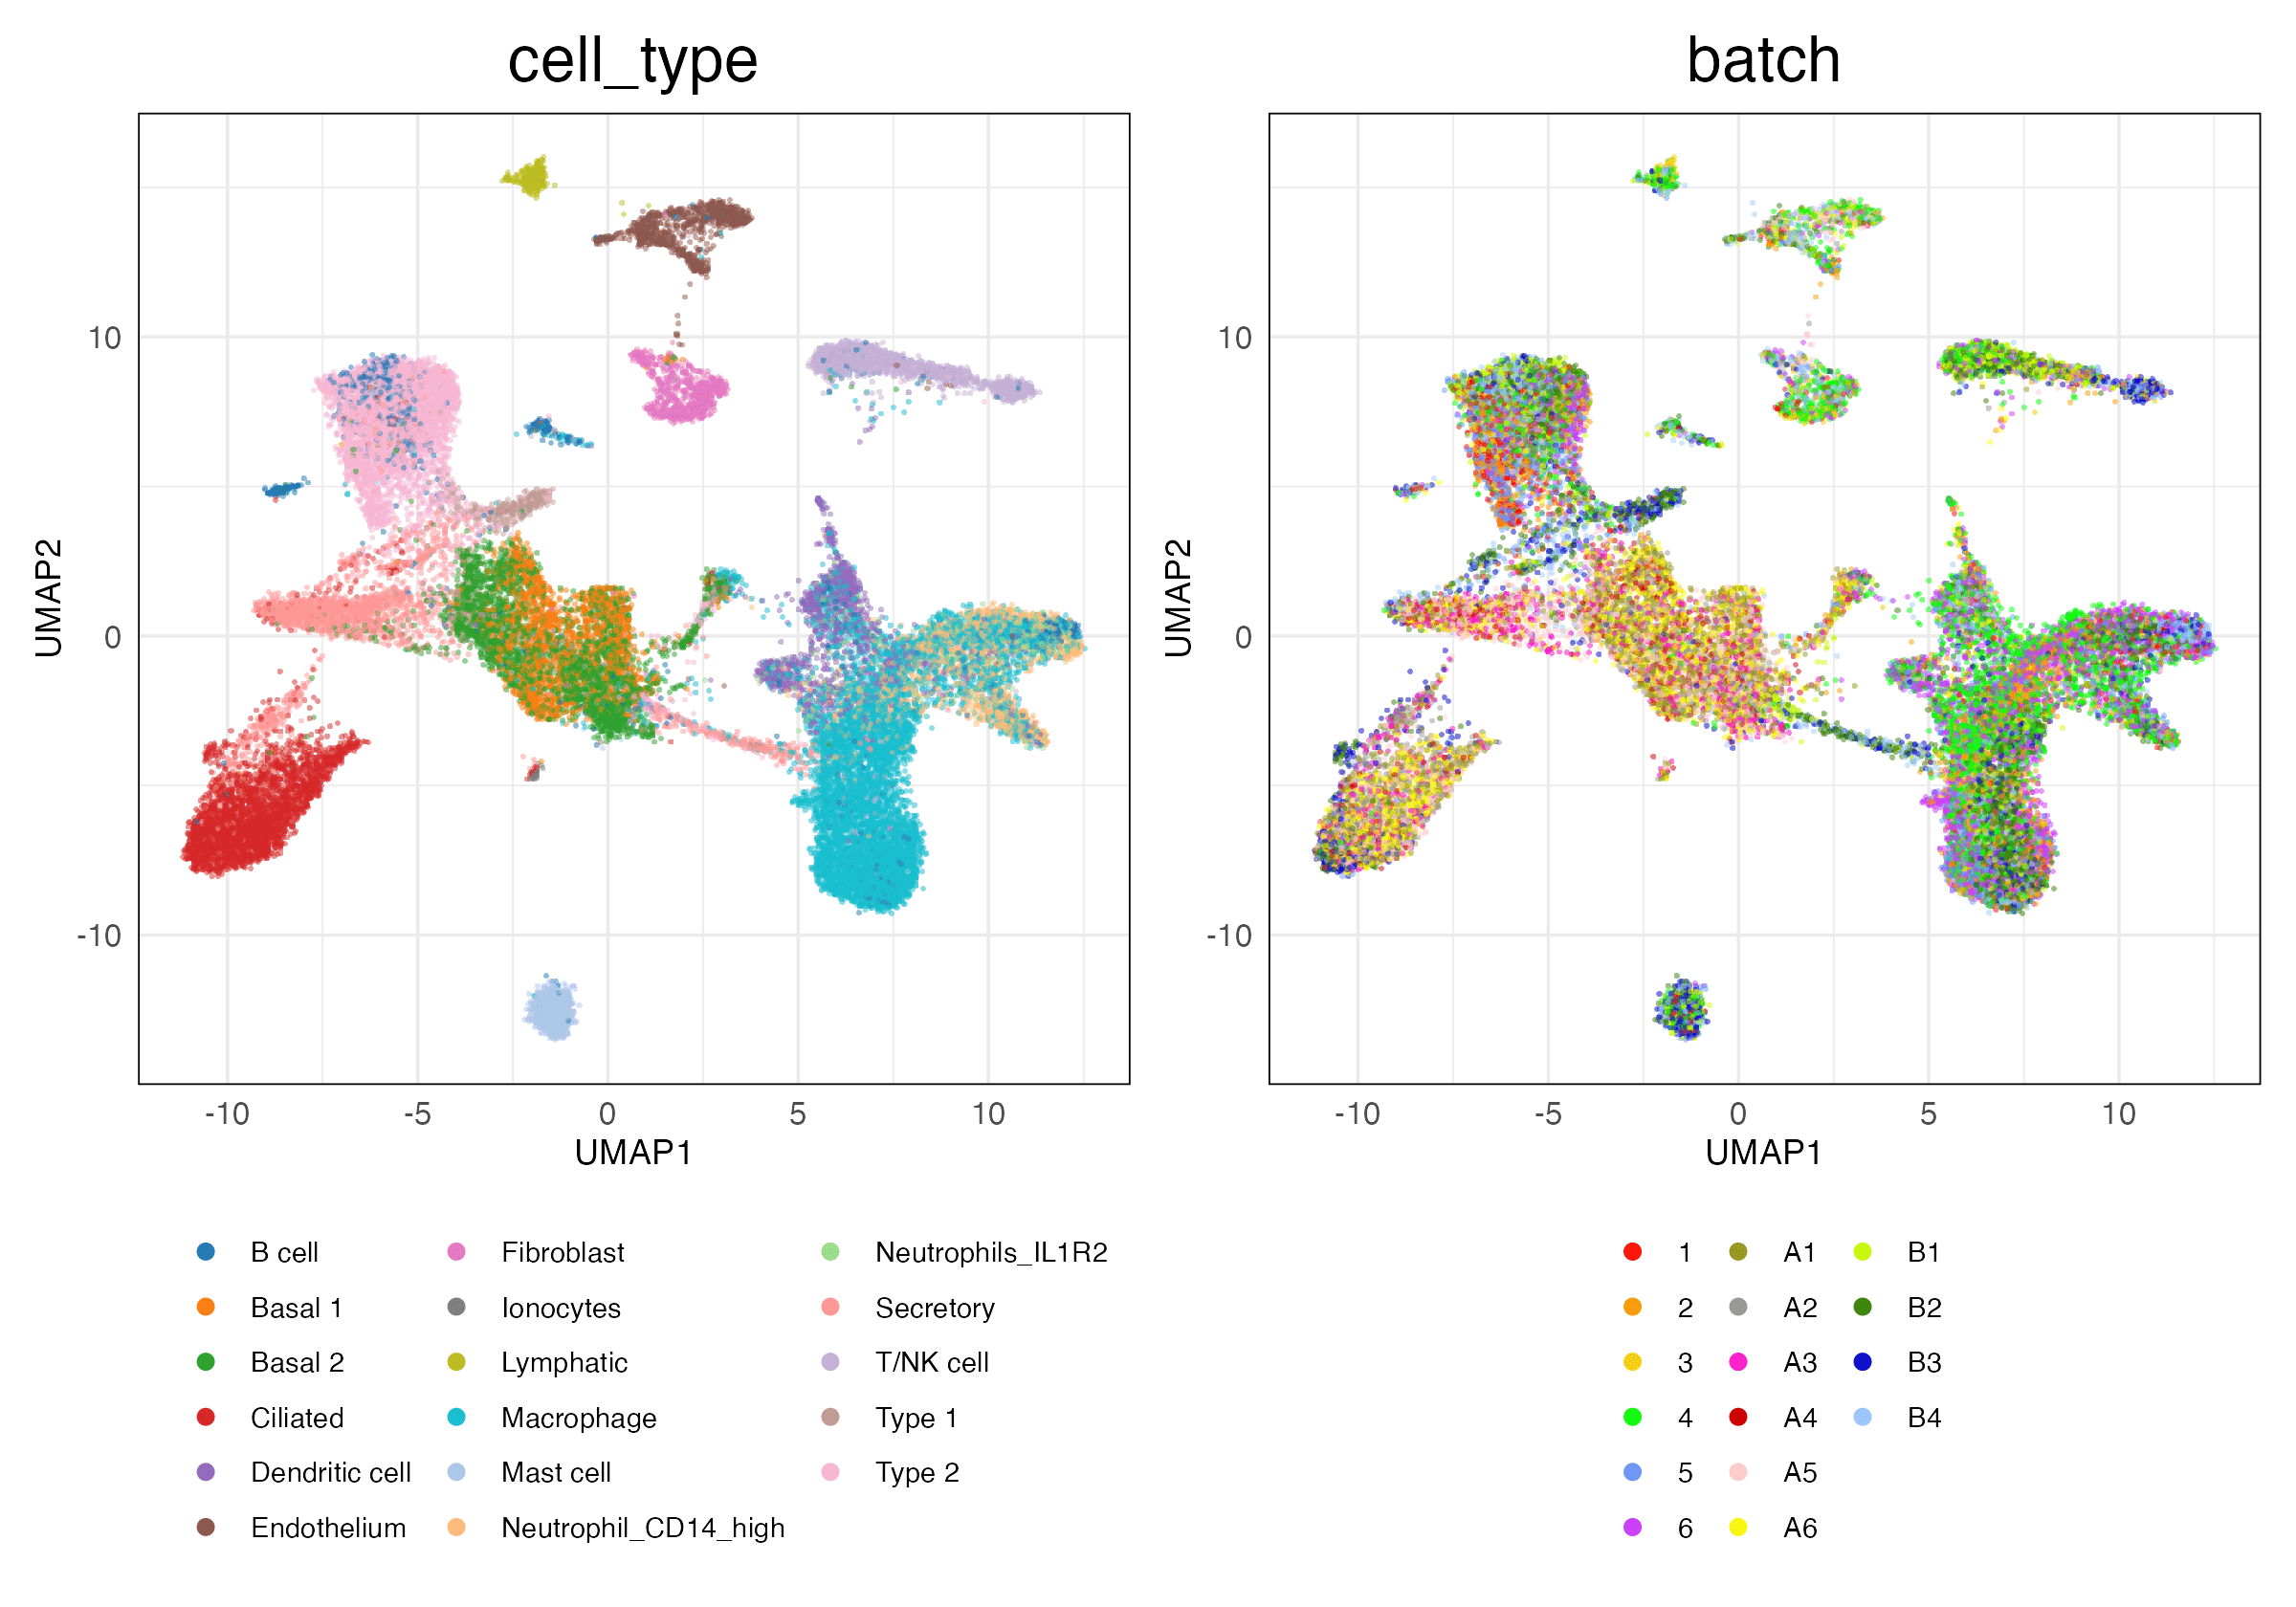 cell_type
batch
10
0
-10
UMAP2
-10
-5
0
5
10
UMAP1
10
0
-10
UMAP2
-10
-5
0
5
10
UMAP1
B cell
Basal 1
Basal 2
Ciliated
Dendritic cell
Endothelium
Fibroblast
Ionocytes
Lymphatic
Macrophage
Mast cell
Neutrophil_CD14_high
Neutrophils_IL1R2
Secretory
T/NK cell
Type 1
Type 2
1
2
3
4
5
6
A1
A2
A3
A4
A5
A6
B1
B2
B3
B4